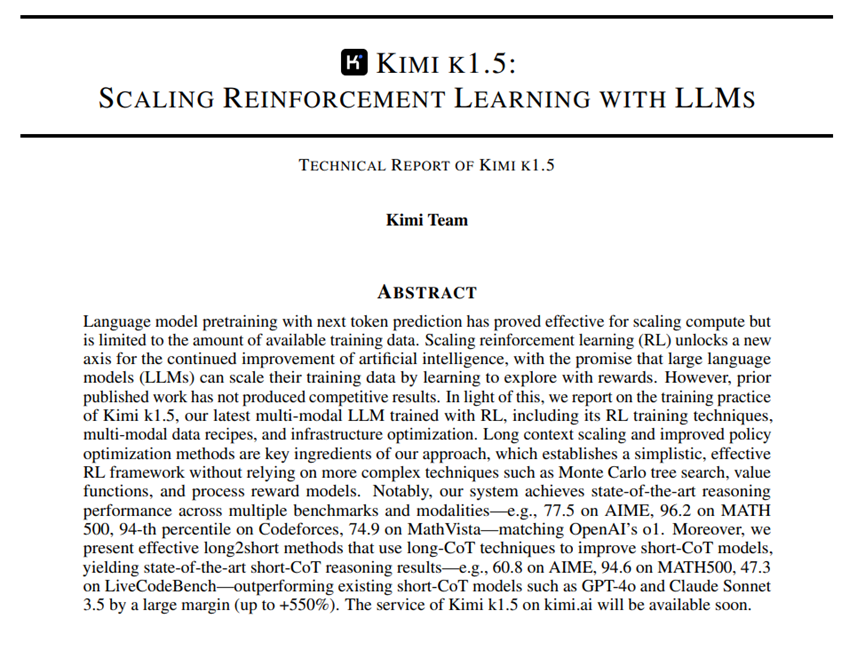 KIMI K1.5:
SCALING REINFORCEMENT LEARNING WITH LLMS
TECHNICAL REPORT OF KIMI K1.5
Kimi Team
ABSTRACT
Language model pretraining with next token prediction has proved effective for scaling compute but
is limited to the amount of available training data. Scaling reinforcement learning (RL) unlocks a new
axis for the continued improvement of artificial intelligence, with the promise that large language
models (LLMs) can scale their training data by learning to explore with rewards. However, prior
published work has not produced competitive results. In light of this, we report on the training practice
of Kimi k1.5, our latest multi-modal LLM trained with RL, including its RL training techniques,
multi-modal data recipes, and infrastructure optimization. Long context scaling and improved policy
optimization methods are key ingredients of our approach, which establishes a simplistic, effective
RL framework without relying on more complex techniques such as Monte Carlo tree search, value
functions, and process reward models. Notably, our system achieves state-of-the-art reasoning
performance across multiple benchmarks and modalities—e.g., 77.5 on AIME, 96.2 on MATH
500, 94-th percentile on Codeforces, 74.9 on MathVista—matching OpenAI's o1. Moreover, we
present effective long2short methods that use long-CoT techniques to improve short-CoT models,
yielding state-of-the-art short-CoT reasoning results—e.g., 60.8 on AIME, 94.6 on MATH500, 47.3
on LiveCodeBench—outperforming existing short-CoT models such as GPT-4o and Claude Sonnet
3.5 by a large margin (up to +550%). The service of Kimi k1.5 on kimi.ai will be available soon.